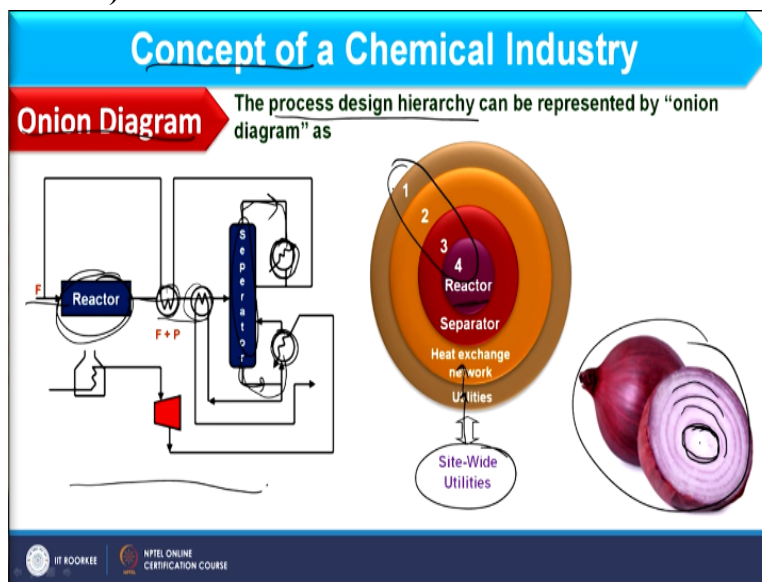 Concept of a Chemical Industry
Onion Diagram
The process design hierarchy can be represented by “onion
diagram” as
F
Reactor
F + P
Seperator
1
2
3
4
Reactor
Separator
Heat exchange
network
Utilities
Site-Wide
Utilities
IIT ROORKEE
NPTEL ONLINE
CERTIFICATION COURSE